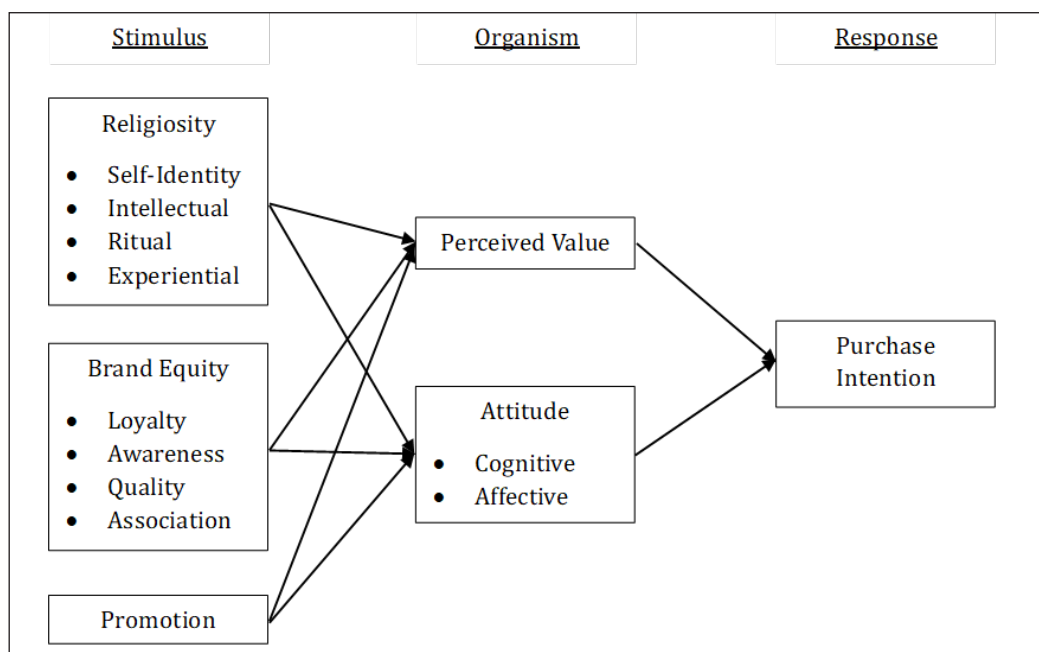 Stimulus
Organism
Response
Religiosity
● Self-Identity
● Intellectual
● Ritual
● Experiential
Brand Equity
● Loyalty
● Awareness
● Quality
● Association
Promotion
Perceived Value
Attitude
● Cognitive
● Affective
Purchase
Intention